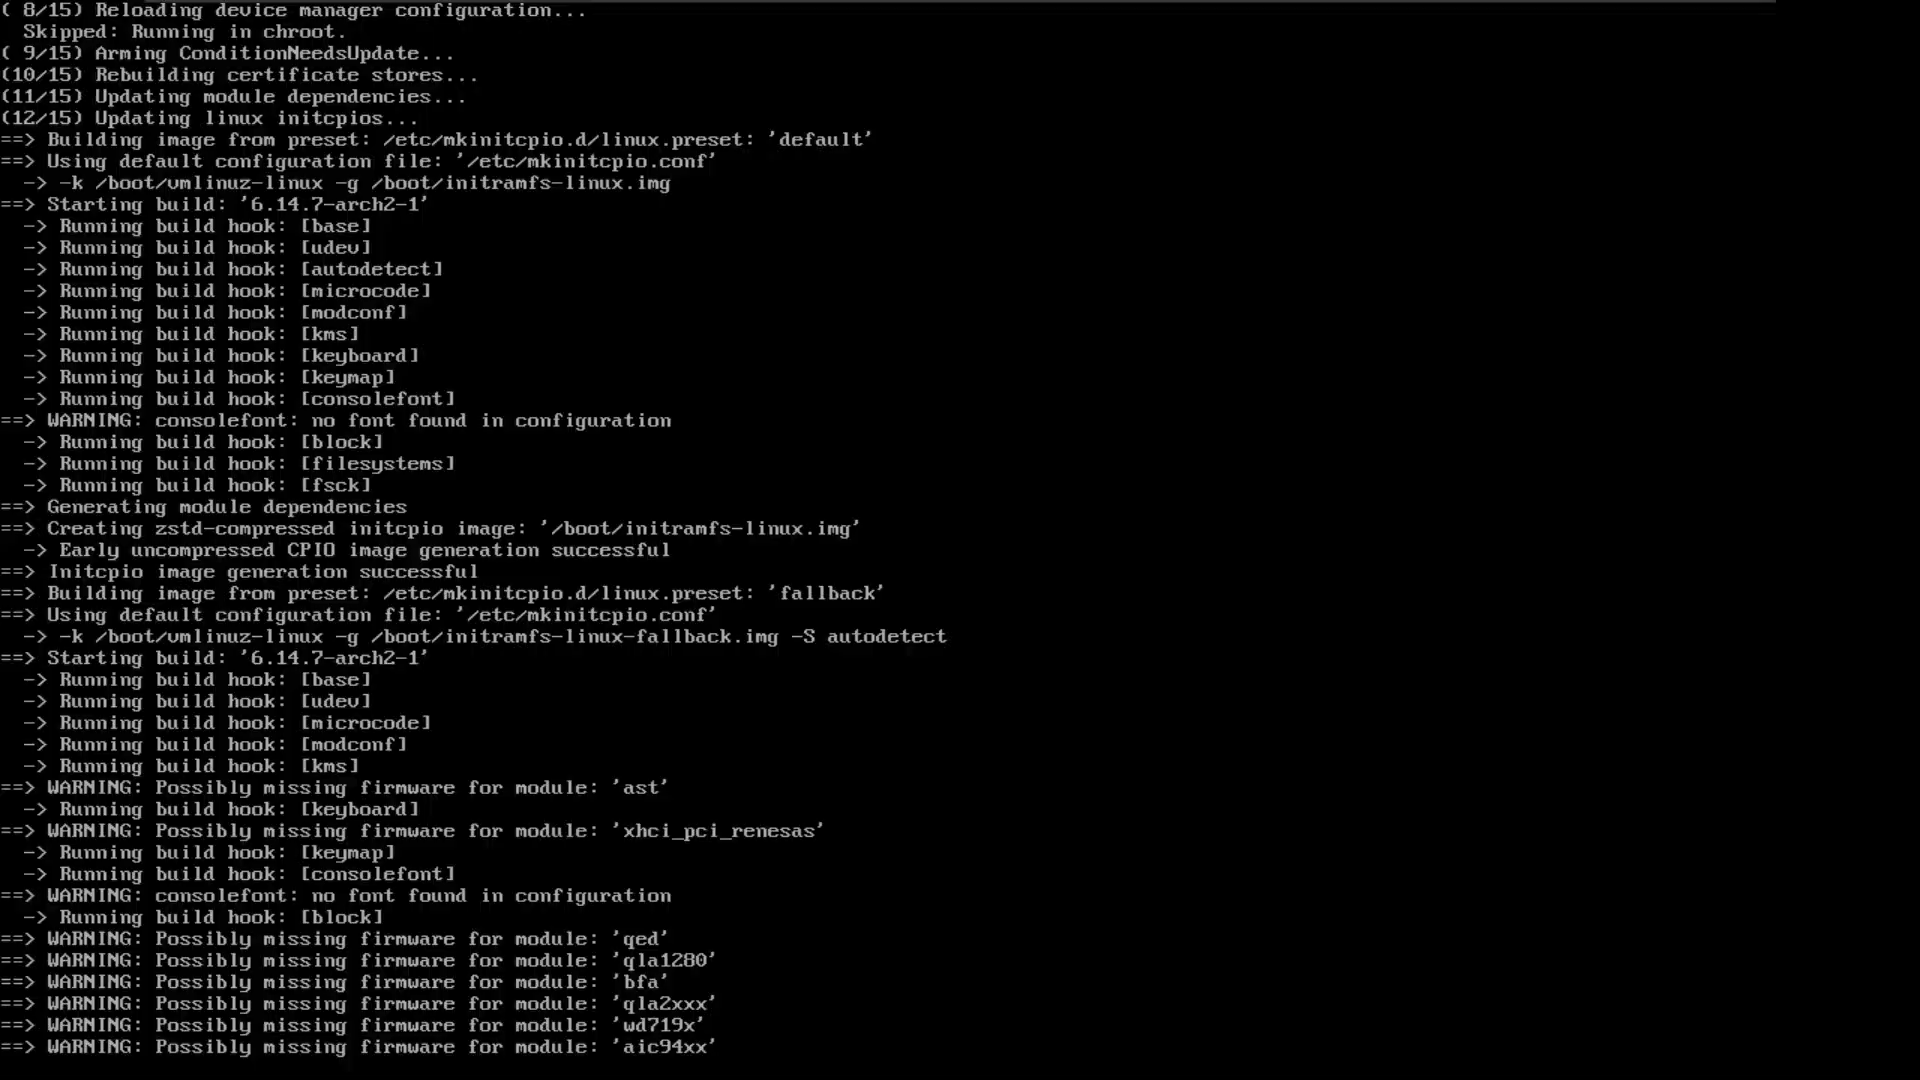 ( 8/15) Reloading device manager configuration...
  Skipped: Running in chroot.
( 9/15) Arming ConditionNeedsUpdate...
(10/15) Rebuilding certificate stores...
(11/15) Updating module dependencies...
(12/15) Updating linux initcpios...
==> Building image from preset: /etc/mkinitcpio.d/linux.preset: 'default'
==> Using default configuration file: '/etc/mkinitcpio.conf'
  -> -k /boot/vmlinuz-linux -g /boot/initramfs-linux.img
==> Starting build: '6.14.7-arch2-1'
  -> Running build hook: [base]
  -> Running build hook: [udev]
  -> Running build hook: [autodetect]
  -> Running build hook: [microcode]
  -> Running build hook: [modconf]
  -> Running build hook: [kms]
  -> Running build hook: [keyboard]
  -> Running build hook: [keymap]
  -> Running build hook: [consolefont]
==> WARNING: consolefont: no font found in configuration
  -> Running build hook: [block]
  -> Running build hook: [filesystems]
  -> Running build hook: [fsck]
==> Generating module dependencies
==> Creating zstd-compressed initcpio image: '/boot/initramfs-linux.img'
  -> Early uncompressed CPIO image generation successful
==> Initcpio image generation successful
==> Building image from preset: /etc/mkinitcpio.d/linux.preset: 'fallback'
==> Using default configuration file: '/etc/mkinitcpio.conf'
  -> -k /boot/vmlinuz-linux -g /boot/initramfs-linux-fallback.img -S autodetect
==> Starting build: '6.14.7-arch2-1'
  -> Running build hook: [base]
  -> Running build hook: [udev]
  -> Running build hook: [microcode]
  -> Running build hook: [modconf]
  -> Running build hook: [kms]
==> WARNING: Possibly missing firmware for module: 'ast'
  -> Running build hook: [keyboard]
==> WARNING: Possibly missing firmware for module: 'xhci_pci_renesas'
  -> Running build hook: [keymap]
  -> Running build hook: [consolefont]
==> WARNING: consolefont: no font found in configuration
  -> Running build hook: [block]
==> WARNING: Possibly missing firmware for module: 'qed'
==> WARNING: Possibly missing firmware for module: 'qla1280'
==> WARNING: Possibly missing firmware for module: 'bfa'
==> WARNING: Possibly missing firmware for module: 'qla2xxx'
==> WARNING: Possibly missing firmware for module: 'wd719x'
==> WARNING: Possibly missing firmware for module: 'aic94xx'